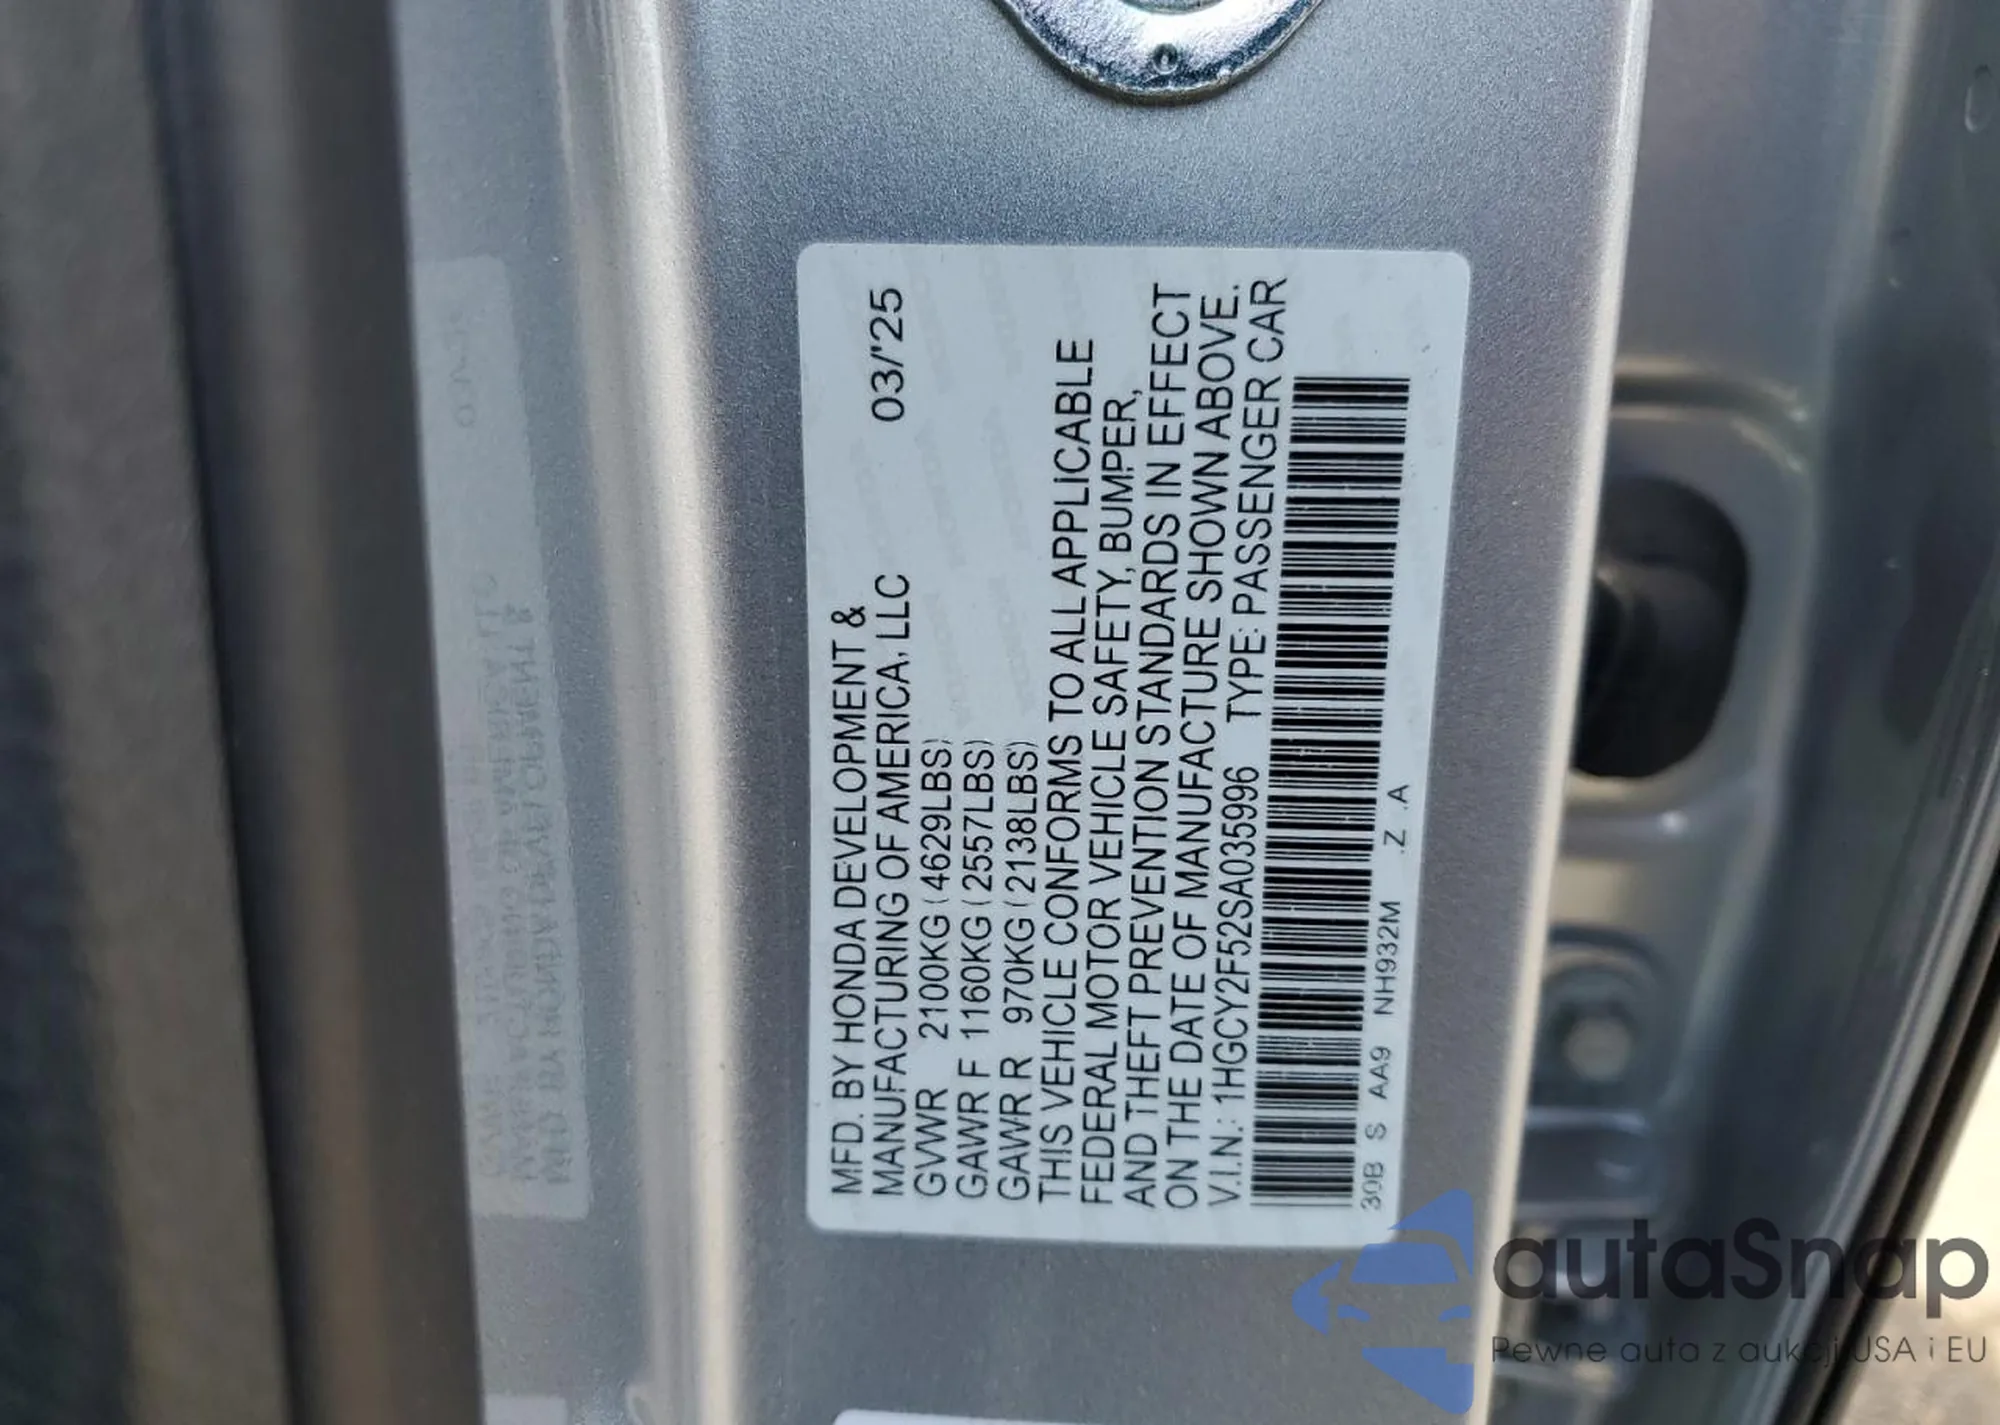 MFD. BY HONDA DEVELOPMENT &
MANUFACTURING OF AMERICA, LLC 03/'25
GVWR 2100KG (4629LBS)
GAWR F 1160KG (2557LBS)
GAWR R 970KG (2138LBS)
THIS VEHICLE CONFORMS TO ALL APPLICABLE
FEDERAL MOTOR VEHICLE SAFETY, BUMPER,
AND THEFT PREVENTION STANDARDS IN EFFECT
ON THE DATE OF MANUFACTURE SHOWN ABOVE.
V.I.N.: 1HGCY2F52SA035996 TYPE: PASSENGER CAR
30B S AA9 NH932M .Z .A
autaSnap
Pewne auta z aukcji USA i EU